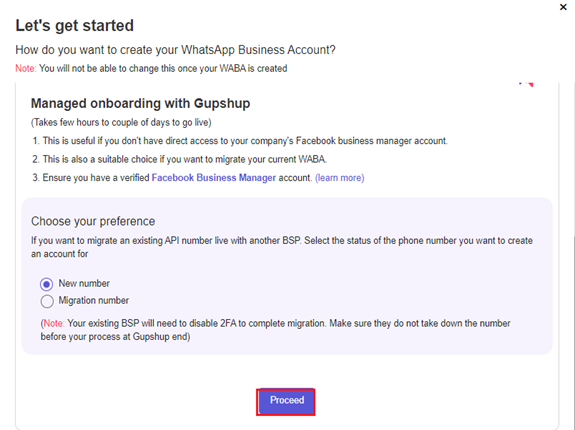 Let's get started
How do you want to create your WhatsApp Business Account?
Note: You will not be able to change this once your WABA is created
Managed onboarding with Gupshup
(Takes few hours to couple of days to go live)
1. This is useful if you don't have direct access to your company's Facebook business manager account.
2. This is also a suitable choice if you want to migrate your current WABA.
3. Ensure you have a verified Facebook Business Manager account. (learn more)
Choose your preference
If you want to migrate an existing API number live with another BSP. Select the status of the phone number you want to create
an account for
New number
Migration number
(Note: Your existing BSP will need to disable 2FA to complete migration. Make sure they do not take down the number
before your process at Gupshup end)
Proceed